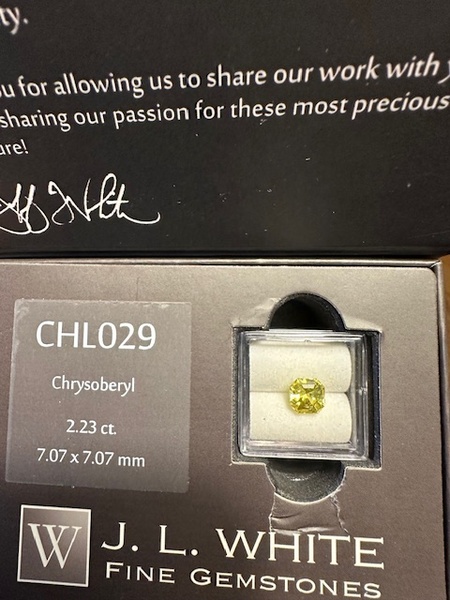 ty.
u for allowing us to share our work with y
sharing our passion for these most precious
ure!
CHL029
Chrysoberyl
2.23 ct.
7.07 x 7.07 mm
W
J. L. WHITE
FINE GEMSTONES